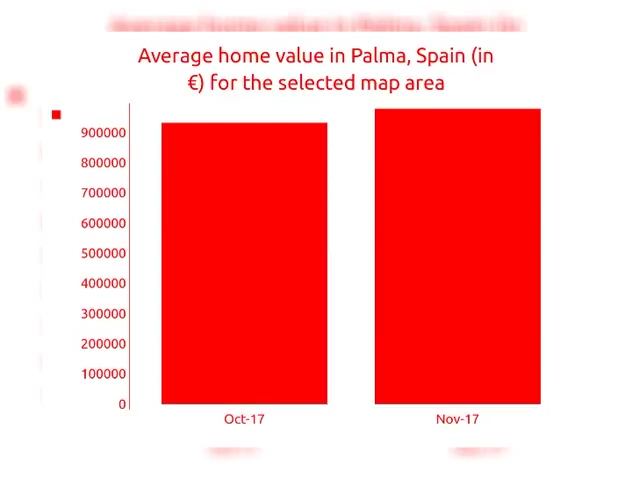 Average home value in Palma, Spain (in
€) for the selected map area
900000
800000
700000
600000
500000
400000
300000
200000
100000
0
Oct-17
Nov-17